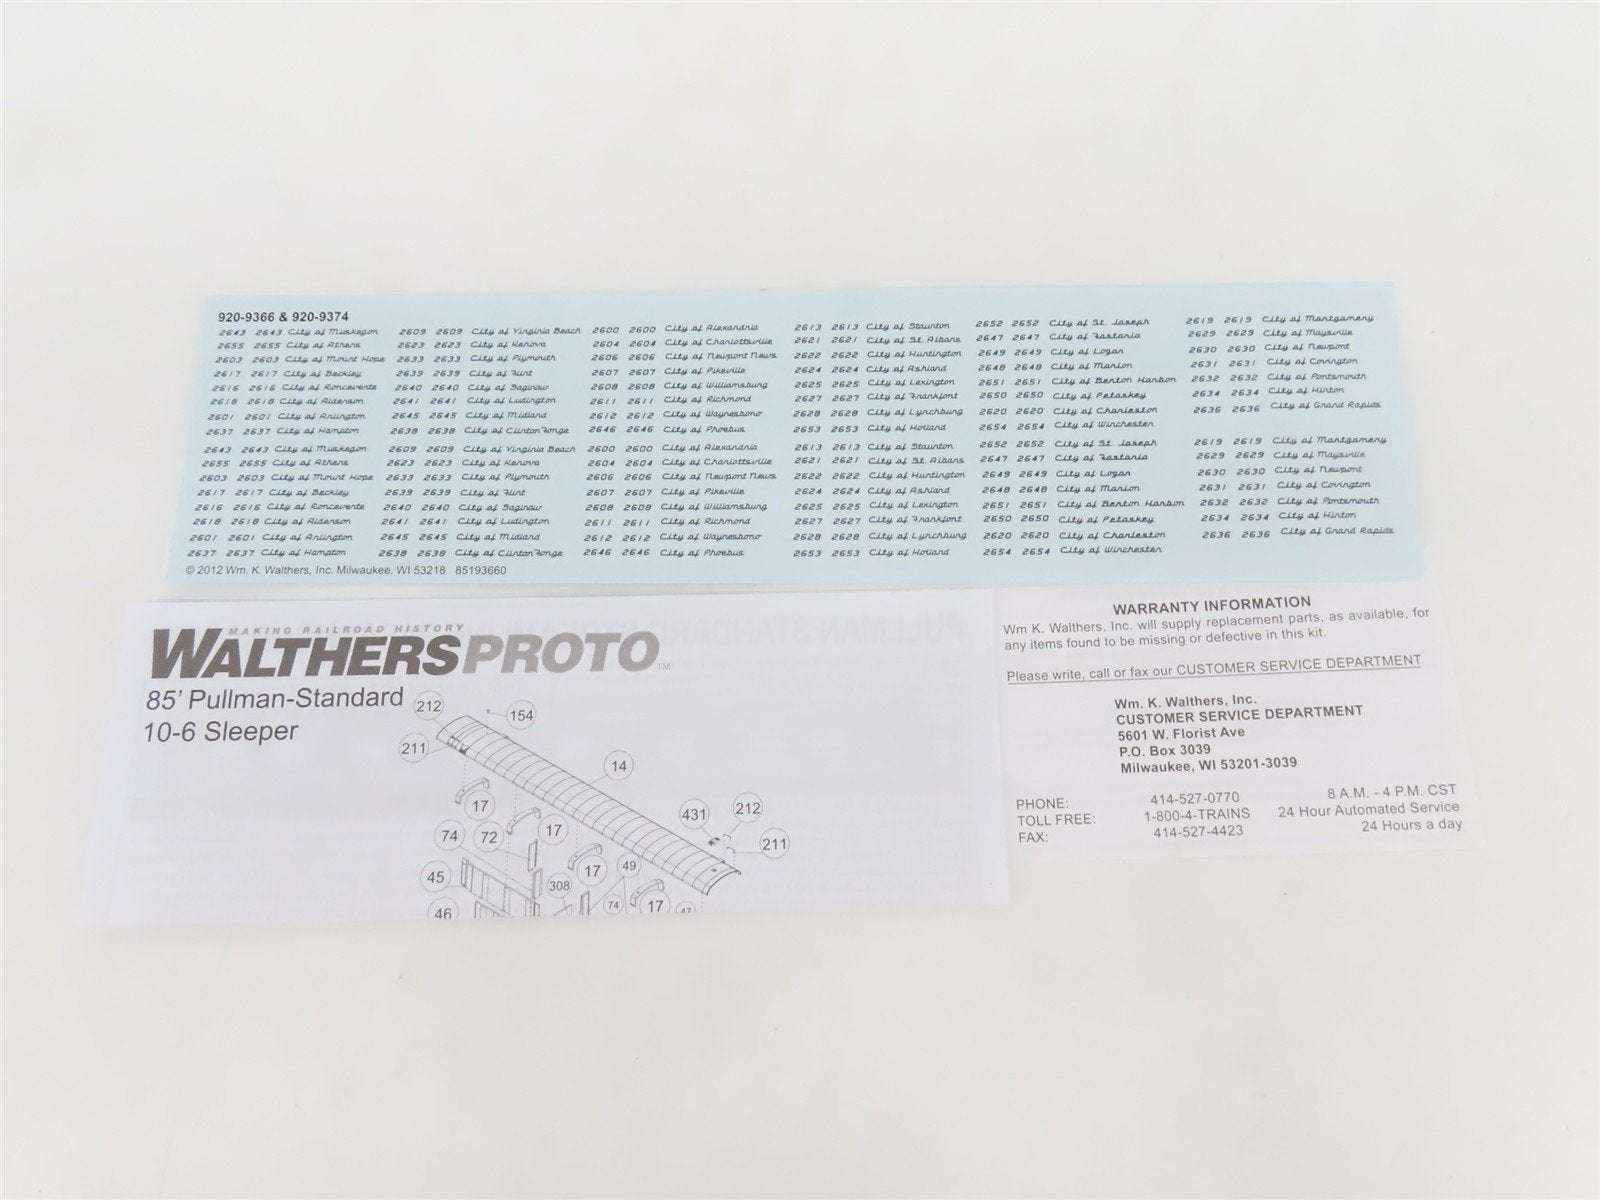 920-9366 & 920-9374
2643 2643 City of Muskegon 2609 2609 City of Virginia Beach 2600 2600 City of Alexandria 2613 2613 City of Staunton 2652 2652 City of St. Joseph 2619 2619 City of Montgomery
2655 2655 City of Athens 2623 2623 City of Kenova 2604 2604 City of Charlottsville 2621 2621 City of St. Albans 2647 2647 City of Fostoria 2629 2629 City of Maysville
2603 2603 City of Mount Hope 2633 2633 City of Plymouth 2606 2606 City of Newport News 2622 2622 City of Huntington 2649 2649 City of Logan 2630 2630 City of Newport
2617 2617 City of Beckley 2639 2639 City of Flint 2607 2607 City of Pikeville 2624 2624 City of Ashland 2648 2648 City of Marion 2631 2631 City of Covington
2616 2616 City of Ronceverte 2640 2640 City of Saginaw 2608 2608 City of Williamsburg 2625 2625 City of Lexington 2651 2651 City of Benton Harbor 2632 2632 City of Portsmouth
2618 2618 City of Alderson 2641 2641 City of Ludington 2611 2611 City of Richmond 2627 2627 City of Frankfort 2650 2650 City of Petoskey 2634 2634 City of Hinton
2601 2601 City of Arlington 2645 2645 City of Midland 2612 2612 City of Waynesboro 2628 2628 City of Lynchburg 2620 2620 City of Charleston 2636 2636 City of Grand Rapids
2637 2637 City of Hampton 2638 2638 City of Clinton Forge 2646 2646 City of Phoebus 2653 2653 City of Holland 2654 2654 City of Winchester
2643 2643 City of Muskegon 2609 2609 City of Virginia Beach 2600 2600 City of Alexandria 2613 2613 City of Staunton 2652 2652 City of St. Joseph 2619 2619 City of Montgomery
2655 2655 City of Athens 2623 2623 City of Kenova 2604 2604 City of Charlottsville 2621 2621 City of St. Albans 2647 2647 City of Fostoria 2629 2629 City of Maysville
2603 2603 City of Mount Hope 2633 2633 City of Plymouth 2606 2606 City of Newport News 2622 2622 City of Huntington 2649 2649 City of Logan 2630 2630 City of Newport
2617 2617 City of Beckley 2639 2639 City of Flint 2607 2607 City of Pikeville 2624 2624 City of Ashland 2648 2648 City of Marion 2631 2631 City of Covington
2616 2616 City of Ronceverte 2640 2640 City of Saginaw 2608 2608 City of Williamsburg 2625 2625 City of Lexington 2651 2651 City of Benton Harbor 2632 2632 City of Portsmouth
2618 2618 City of Alderson 2641 2641 City of Ludington 2611 2611 City of Richmond 2627 2627 City of Frankfort 2650 2650 City of Petoskey 2634 2634 City of Hinton
2601 2601 City of Arlington 2645 2645 City of Midland 2612 2612 City of Waynesboro 2628 2628 City of Lynchburg 2620 2620 City of Charleston 2636 2636 City of Grand Rapids
2637 2637 City of Hampton 2638 2638 City of Clinton Forge 2646 2646 City of Phoebus 2653 2653 City of Holland 2654 2654 City of Winchester
© 2012 Wm. K. Walthers, Inc. Milwaukee, WI 53218 85193660
MAKING RAILROAD HISTORY
WALTHERSPROTO™
85' Pullman-Standard
10-6 Sleeper
212
154
211
14
17
431
212
74
72
17
211
45
17
49
308
46
74
17
47
WARRANTY INFORMATION
Wm K. Walthers, Inc. will supply replacement parts, as available, for
any items found to be missing or defective in this kit.
Please write, call or fax our CUSTOMER SERVICE DEPARTMENT
Wm. K. Walthers, Inc.
CUSTOMER SERVICE DEPARTMENT
5601 W. Florist Ave
P.O. Box 3039
Milwaukee, WI 53201-3039
PHONE: 414-527-0770 8 A.M. - 4 P.M. CST
TOLL FREE: 1-800-4-TRAINS 24 Hour Automated Service
FAX: 414-527-4423 24 Hours a day